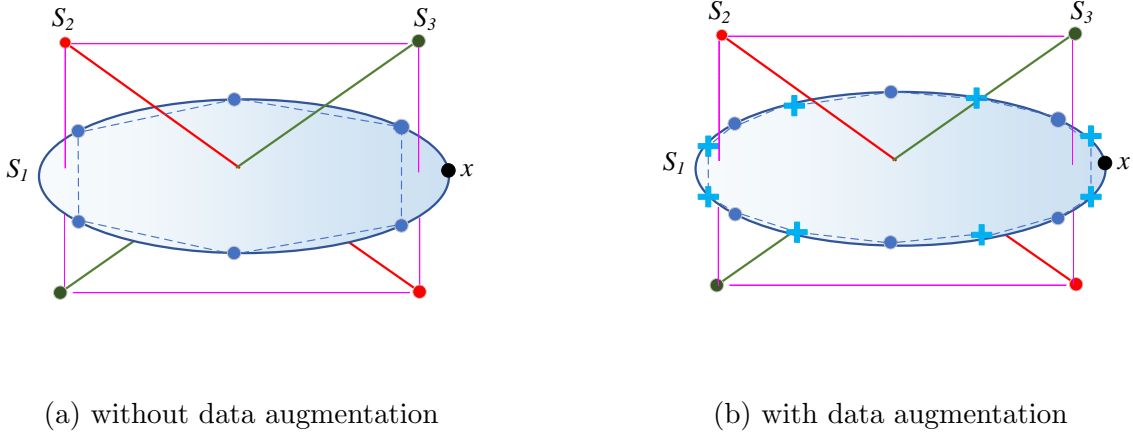 S2
S3
S1
x
(a) without data augmentation
S2
S3
S1
x
(b) with data augmentation